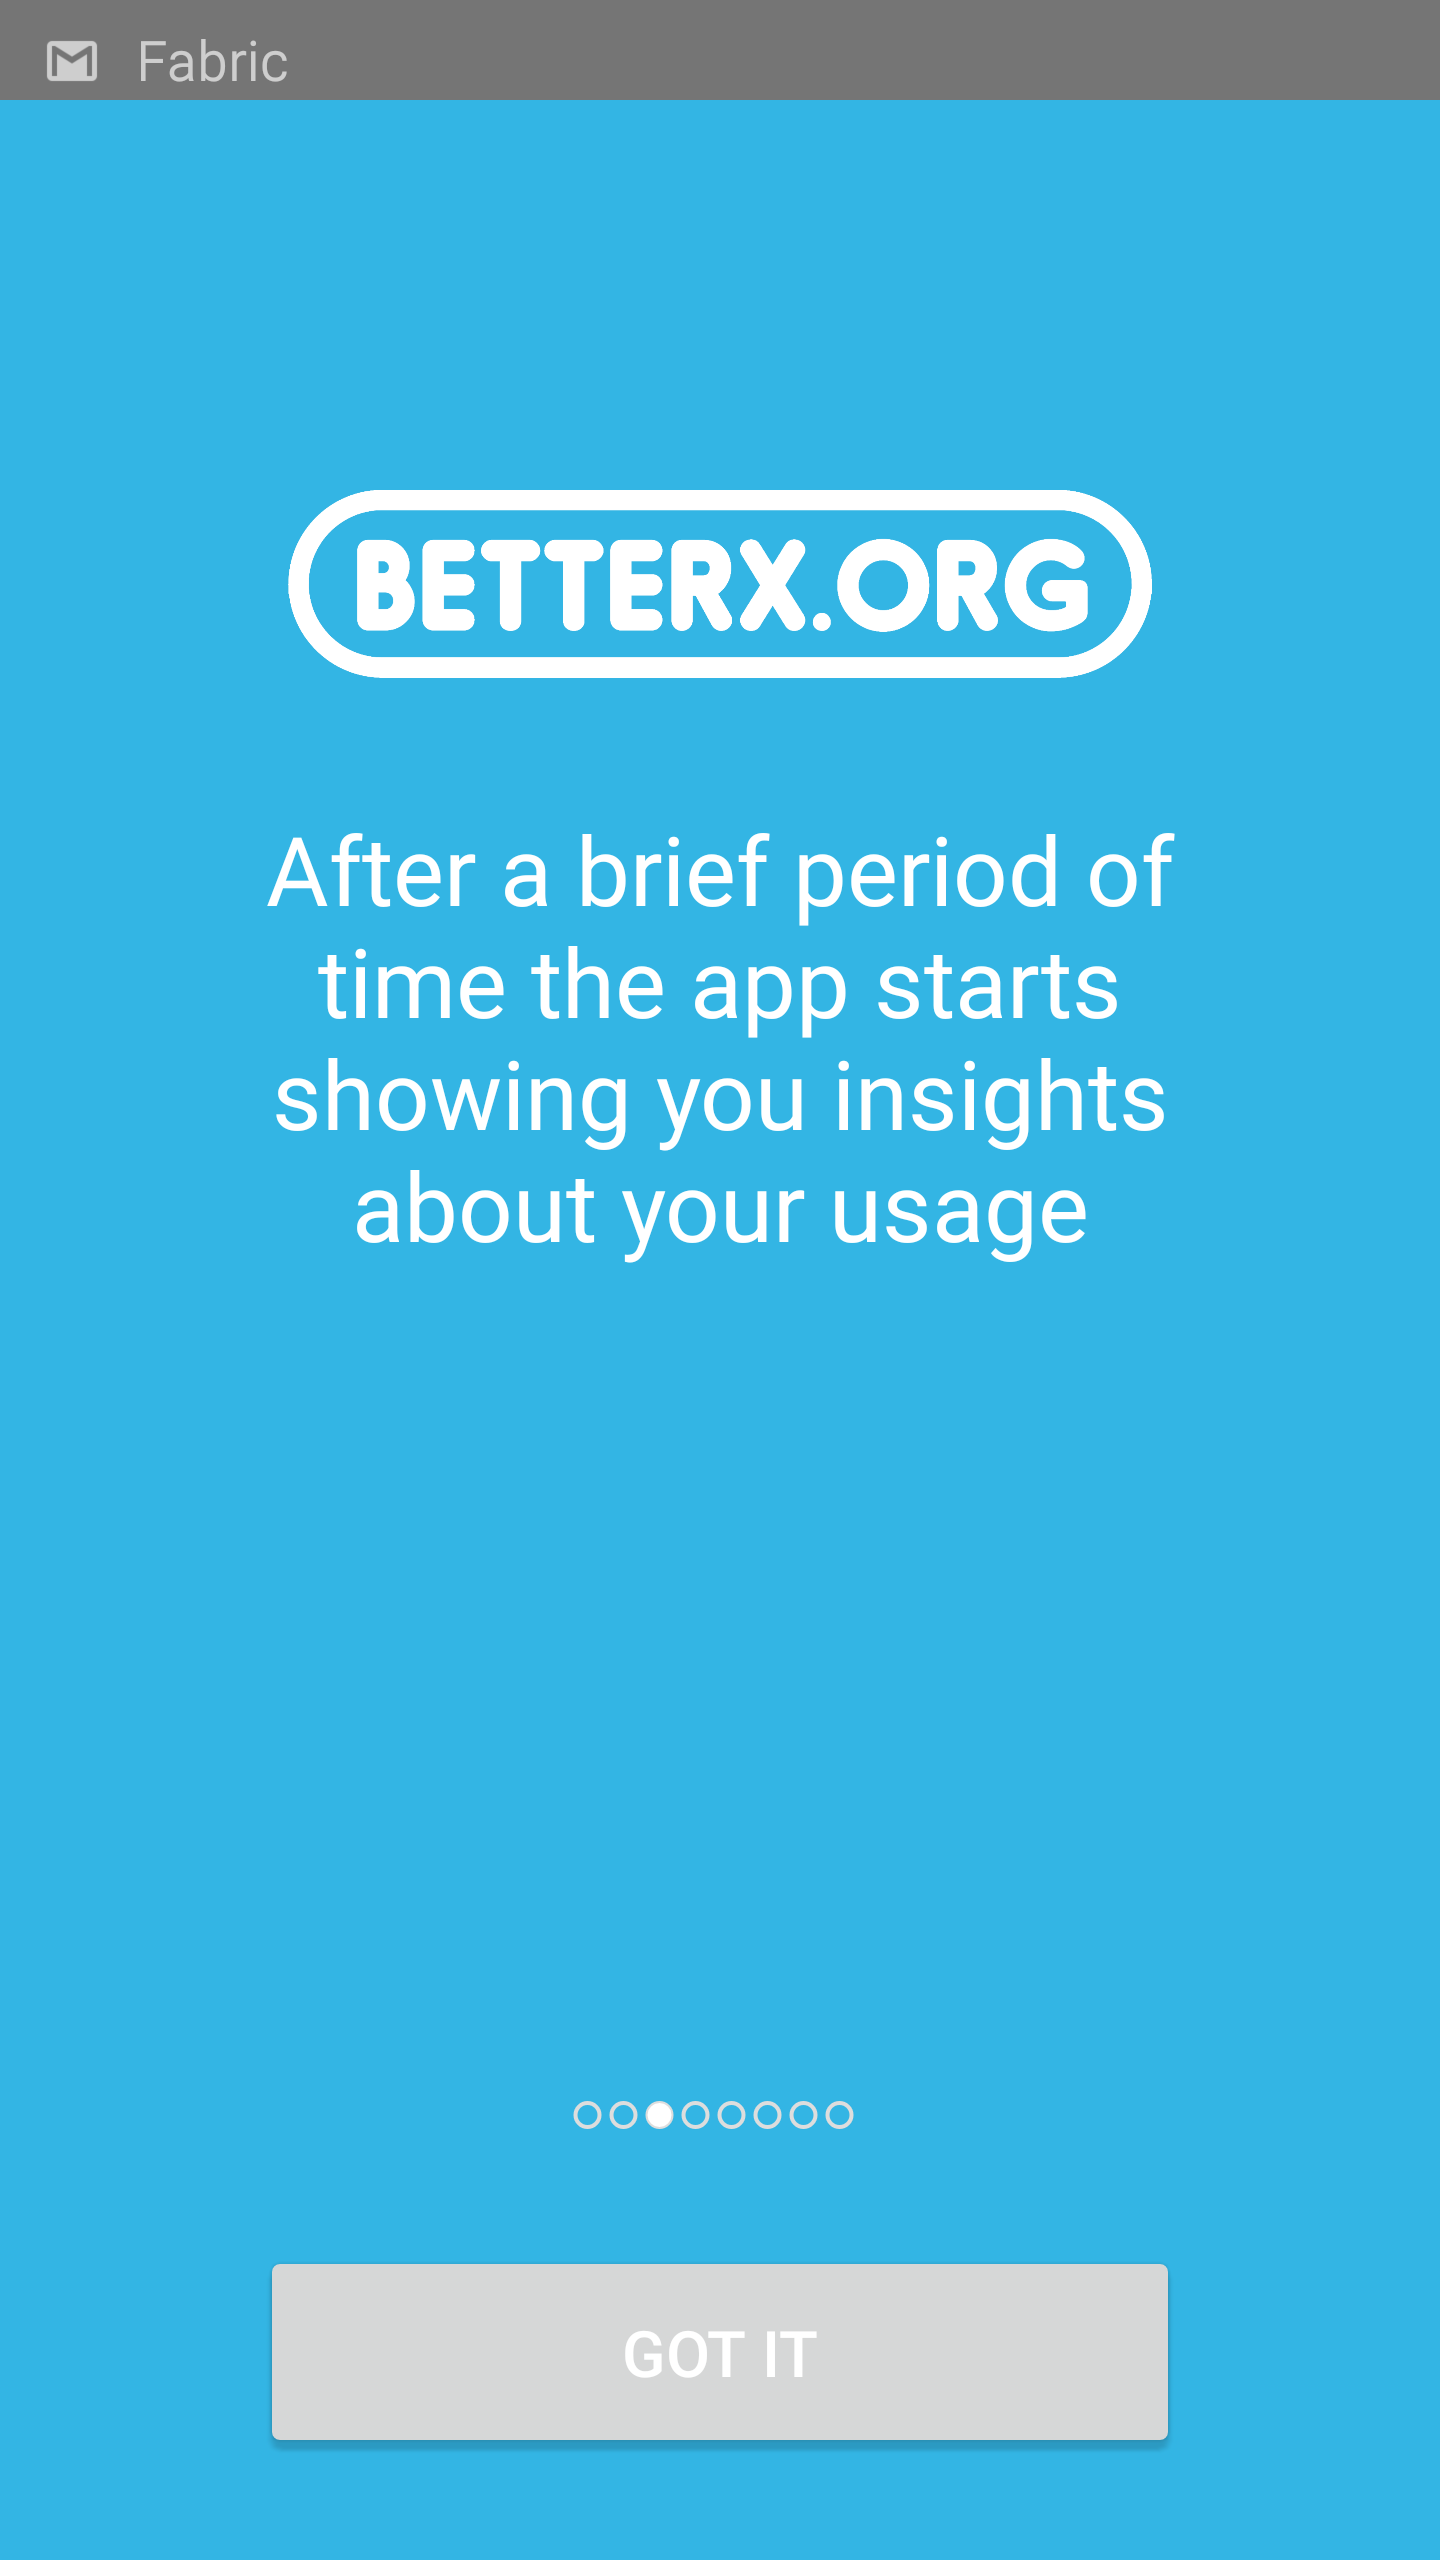 Fabric
BETTERX.ORG
After a brief period of
time the app starts
showing you insights
about your usage
GOT IT